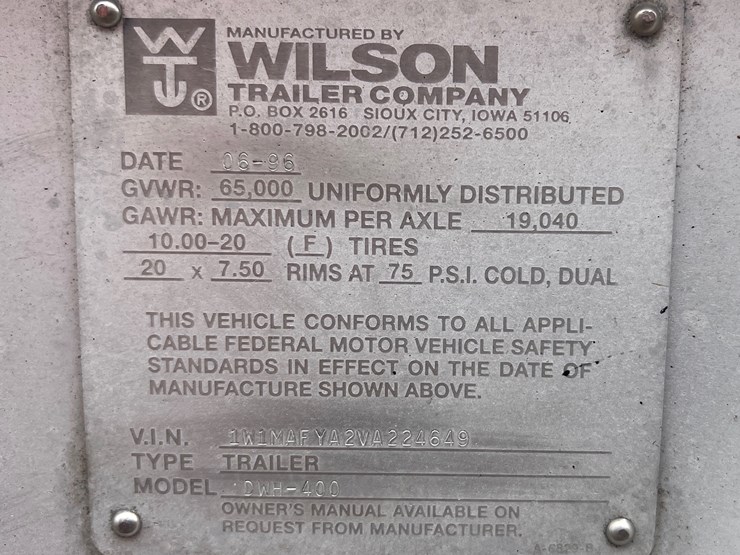 MANUFACTURED BY
WILSON
TRAILER COMPANY
P.O. BOX 2616 SIOUX CITY, IOWA 51106
1-800-798-2002/(712)252-6500
DATE 06-96
GVWR: 65,000 UNIFORMLY DISTRIBUTED
GAWR: MAXIMUM PER AXLE 19,040
10.00-20 (F) TIRES
20 x 7.50 RIMS AT 75 P.S.I. COLD, DUAL
THIS VEHICLE CONFORMS TO ALL APPLI-
CABLE FEDERAL MOTOR VEHICLE SAFETY
STANDARDS IN EFFECT ON THE DATE OF
MANUFACTURE SHOWN ABOVE.
V.I.N. 1W1MAFYA2VA224649
TYPE TRAILER
MODEL DWH-400
OWNER'S MANUAL AVAILABLE ON
REQUEST FROM MANUFACTURER.